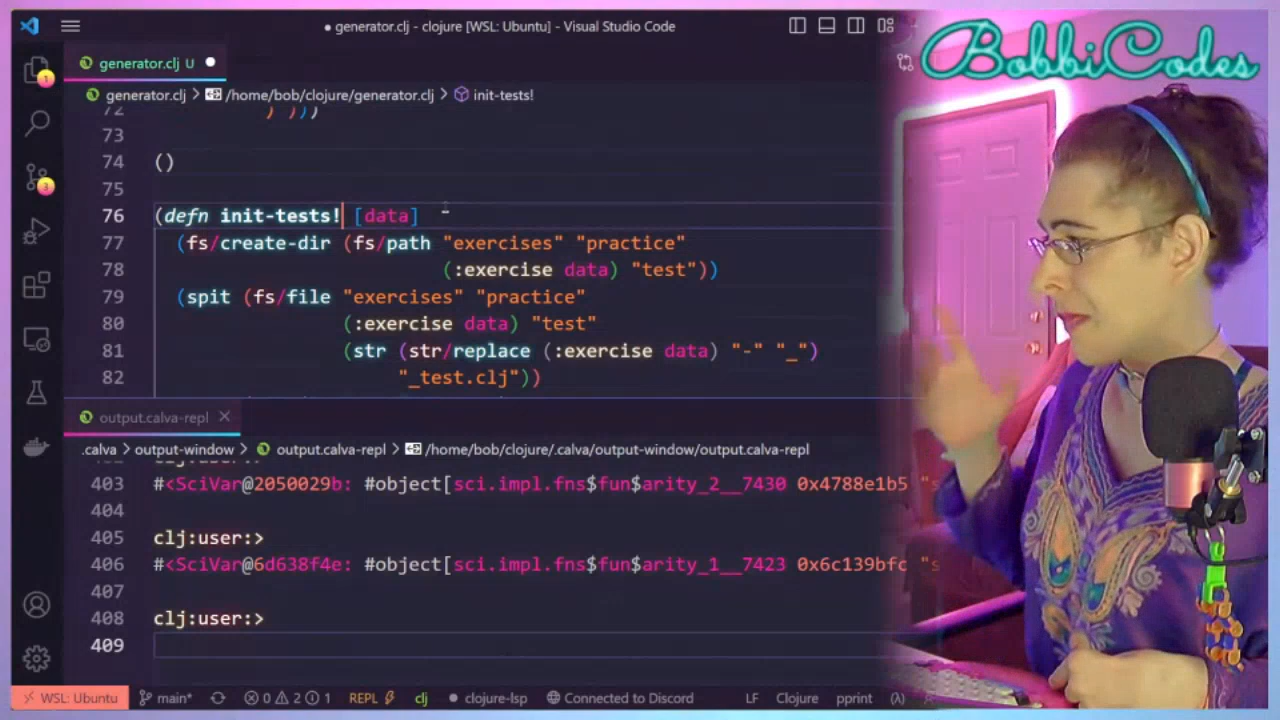 generator.clj - clojure [WSL: Ubuntu] - Visual Studio Code
BobbiCodes
generator.clj U
generator.clj > /home/bob/clojure/generator.clj > init-tests!
72 ) )))
73
74 ()
75
76 (defn init-tests! [data]
77 (fs/create-dir (fs/path "exercises" "practice"
78 (:exercise data) "test"))
79 (spit (fs/file "exercises" "practice"
80 (:exercise data) "test"
81 (str (str/replace (:exercise data) "-" "_")
82 "_test.clj"))
output.calva-repl
.calva > output-window > output.calva-repl > /home/bob/clojure/.calva/output-window/output.calva-repl
clj:user:>
403 #<SciVar@2050029b: #object[sci.impl.fns$fun$arity_2__7430 0x4788e1b5 "s
404
405 clj:user:>
406 #<SciVar@6d638f4e: #object[sci.impl.fns$fun$arity_1__7423 0x6c139bfc "s
407
408 clj:user:>
409
WSL: Ubuntu main* 0 2 1 REPL clj clojure-lsp Connected to Discord LF Clojure pprint (λ)